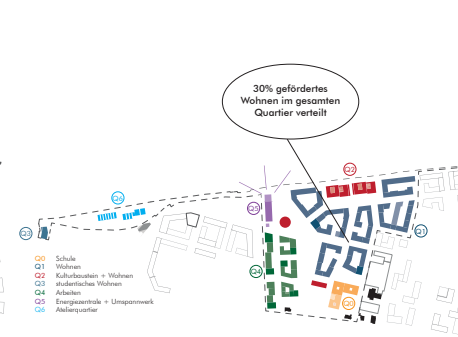 30% gefördertes
Wohnen im gesamten
Quartier verteilt
Q2
Q6
Q5
Q3
Q1
Q4
Q0
Q0 Schule
Q1 Wohnen
Q2 Kulturbaustein + Wohnen
Q3 studentisches Wohnen
Q4 Arbeiten
Q5 Energiezentrale + Umspannwerk
Q6 Atelierquartier